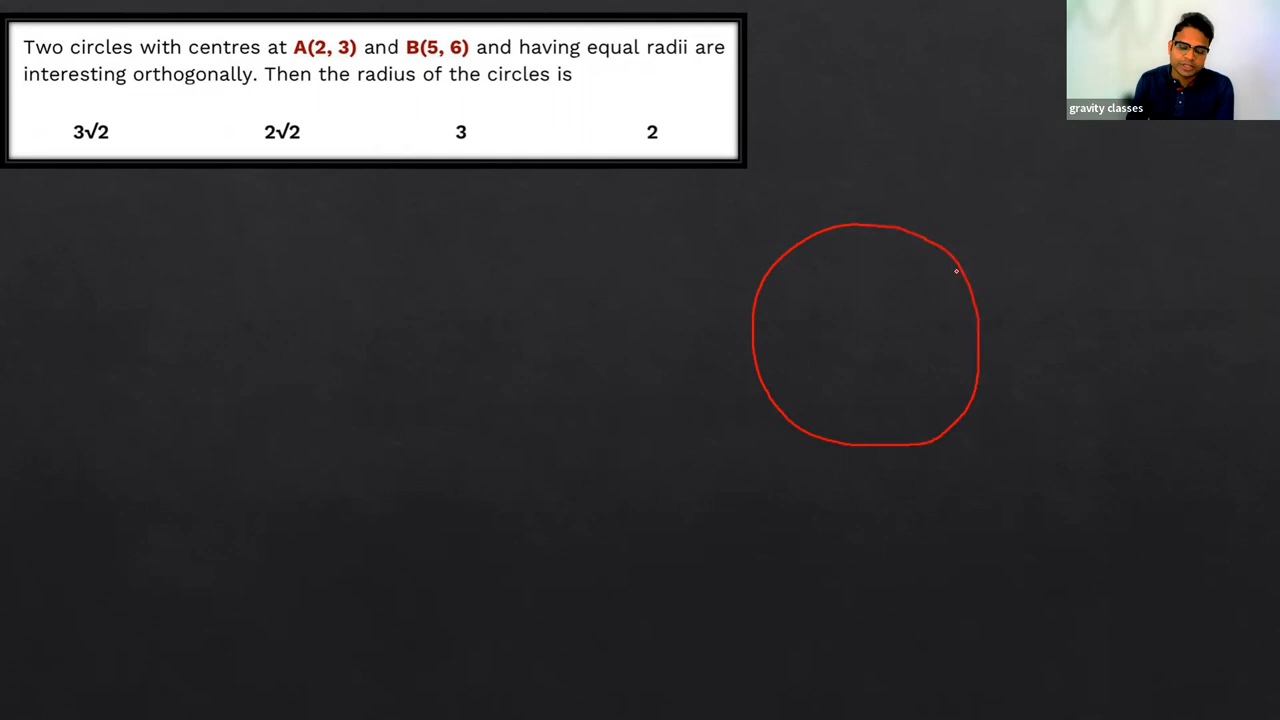 Two circles with centres at A(2, 3) and B(5, 6) and having equal radii are
interesting orthogonally. Then the radius of the circles is
3√2 2√2 3 2
gravity classes